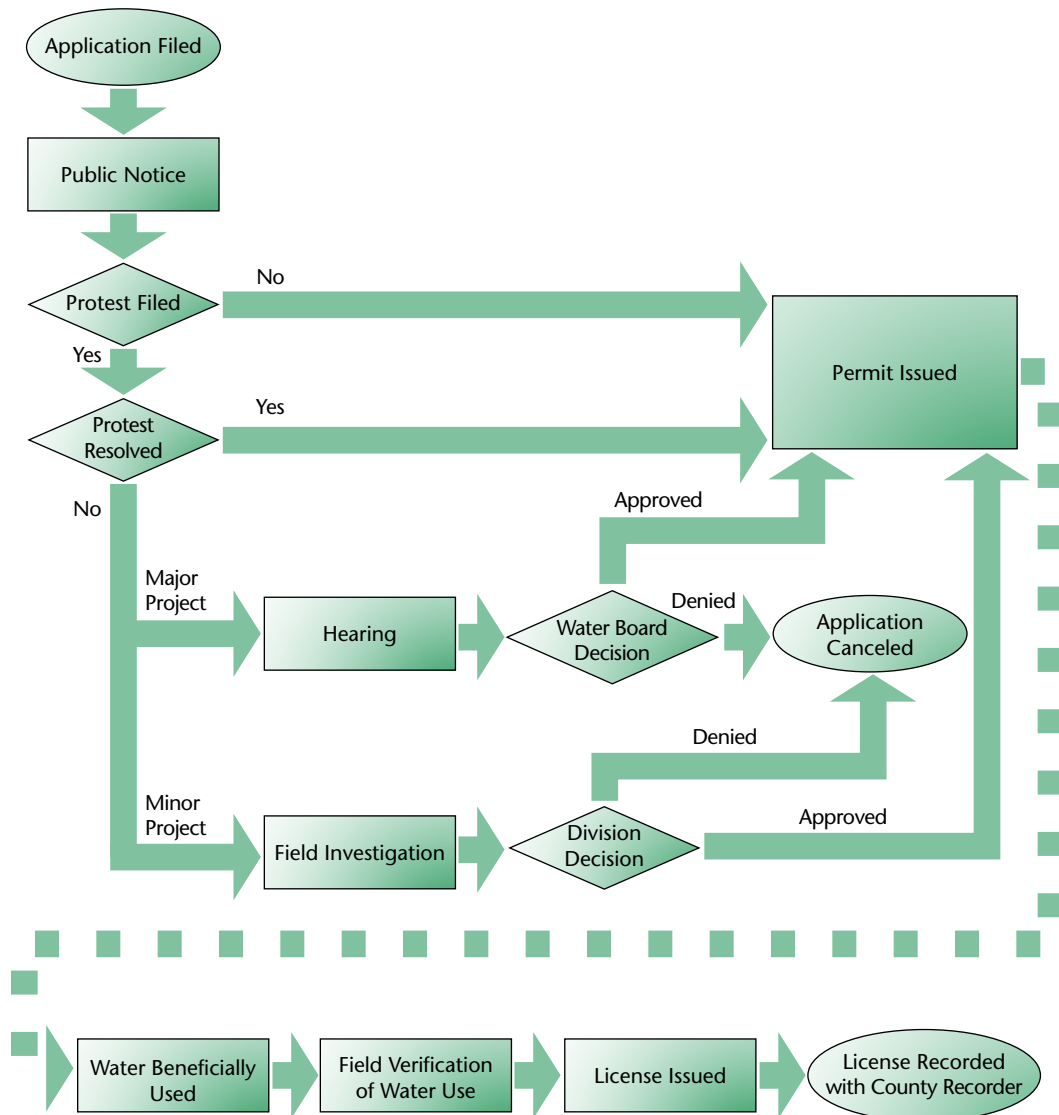 Application Filed
Public Notice
No
Protest Filed
Permit Issued
Yes
Protest
Resolved
Yes
No
Approved
Major
Project
Hearing
Water Board
Decision
Denied
Application
Canceled
Denied
Minor
Project
Field Investigation
Division
Decision
Approved
Water Beneficially
Used
Field Verification
of Water Use
License Issued
License Recorded
with County Recorder